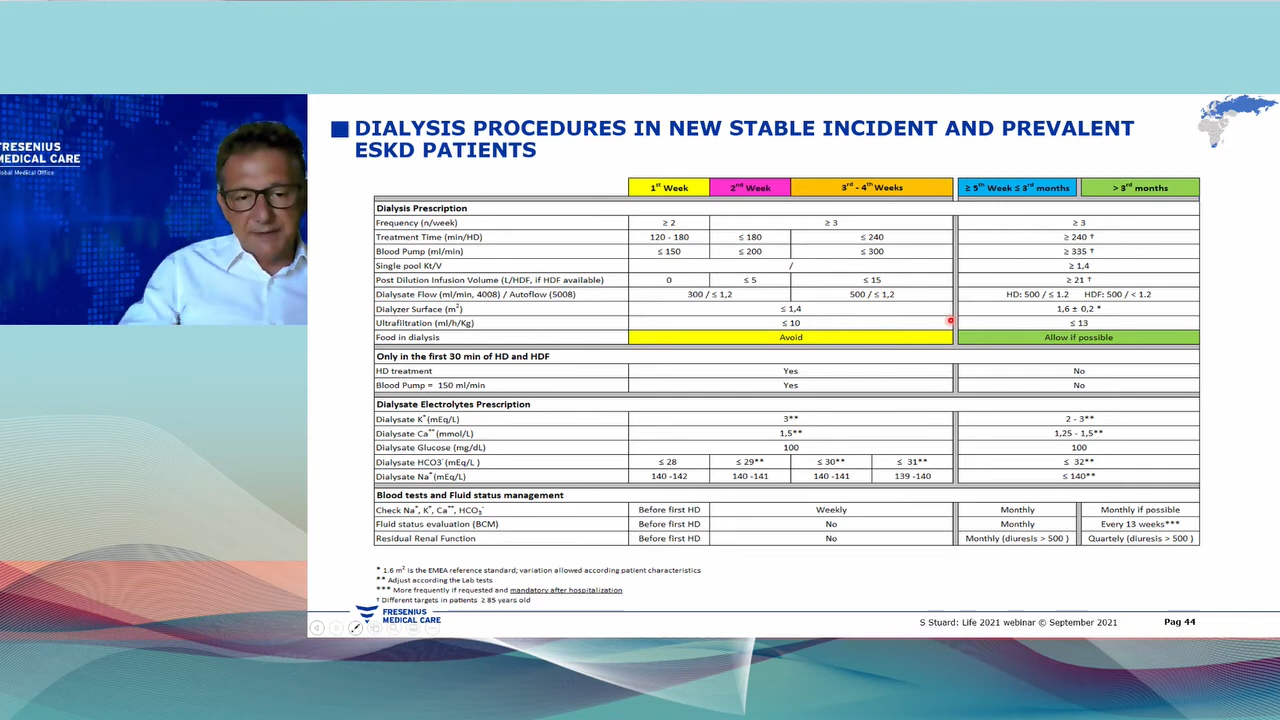 FRESENIUS
MEDICAL CARE
lobal Medical Office
DIALYSIS PROCEDURES IN NEW STABLE INCIDENT AND PREVALENT
ESKD PATIENTS
1st Week 2nd Week 3rd - 4th Weeks ≥ 5th Week ≤ 3rd months > 3rd months
Dialysis Prescription
Frequency (n/week) ≥ 2 ≥ 3 ≥ 3
Treatment Time (min/HD) 120 - 180 ≤ 180 ≤ 240 ≥ 240 †
Blood Pump (ml/min) ≤ 150 ≤ 200 ≤ 300 ≥ 335 †
Single pool Kt/V / ≥ 1,4
Post Dilution Infusion Volume (L/HDF, if HDF available) 0 ≤ 5 ≤ 15 ≥ 21 †
Dialysate Flow (ml/min, 4008) / Autoflow (5008) 300 / ≤ 1,2 500 / ≤ 1,2 HD: 500 / ≤ 1.2 HDF: 500 / < 1.2
Dialyzer Surface (m²) ≤ 1,4 1,6 ± 0,2 *
Ultrafiltration (ml/h/Kg) ≤ 10 ≤ 13
Food in dialysis Avoid Allow if possible
Only in the first 30 min of HD and HDF
HD treatment Yes No
Blood Pump = 150 ml/min Yes No
Dialysate Electrolytes Prescription
Dialysate K⁺(mEq/L) 3** 2 - 3**
Dialysate Ca⁺⁺(mmol/L) 1,5** 1,25 - 1,5**
Dialysate Glucose (mg/dL) 100 100
Dialysate HCO3⁻(mEq/L ) ≤ 28 ≤ 29** ≤ 30** ≤ 31** ≤ 32**
Dialysate Na⁺(mEq/L) 140 -142 140 -141 140 -141 139 -140 ≤ 140**
Blood tests and Fluid status management
Check Na⁺, K⁺, Ca⁺⁺, HCO₃⁻ Before first HD Weekly Monthly Monthly if possible
Fluid status evaluation (BCM) Before first HD No Monthly Every 13 weeks***
Residual Renal Function Before first HD No Monthly (diuresis > 500 ) Quartely (diuresis > 500 )
* 1.6 m² is the EMEA reference standard; variation allowed according patient characteristics
** Adjust according the Lab tests
*** More frequently if requested and mandatory after hospitalization
† Different targets in patients ≥ 85 years old
FRESENIUS
MEDICAL CARE
S Stuard: Life 2021 webinar © September 2021 Pag 44